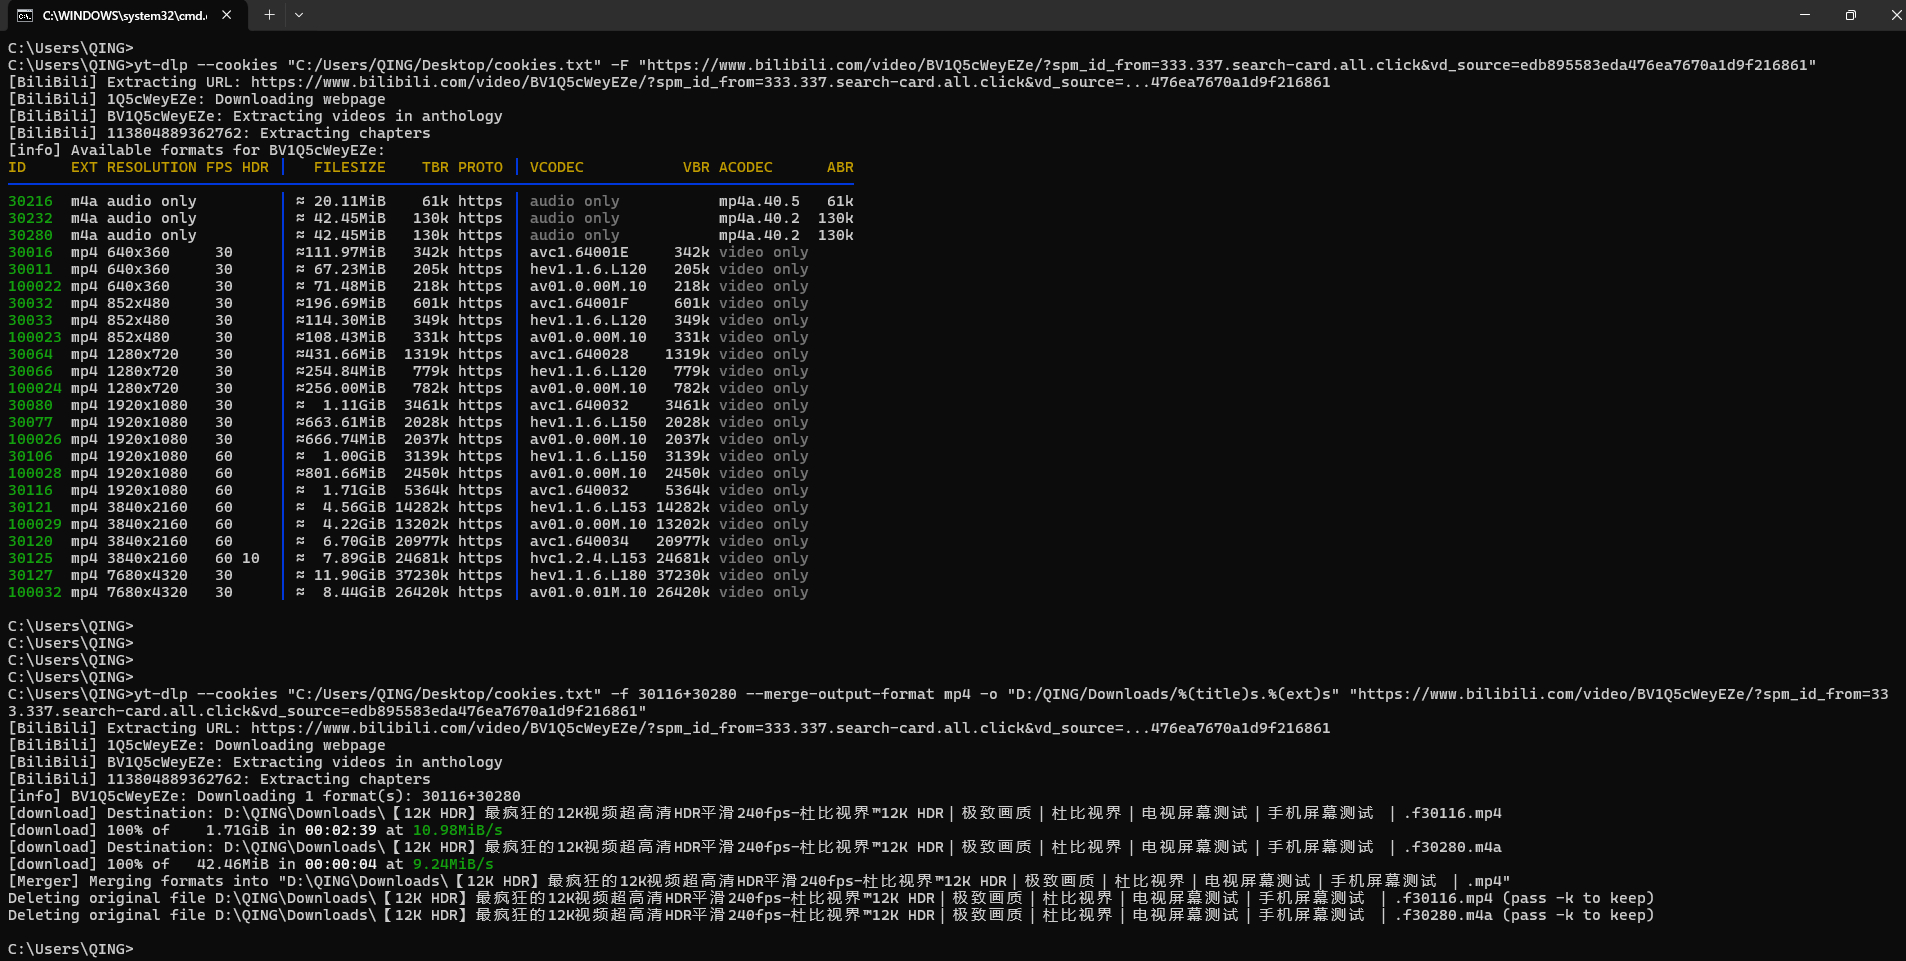 C:\WINDOWS\system32\cmd.
C:\Users\QING>
C:\Users\QING>yt-dlp --cookies "C:/Users/QING/Desktop/cookies.txt" -F "https://www.bilibili.com/video/BV1Q5cWeyEZe/?spm_id_from=333.337.search-card.all.click&vd_source=edb895583eda476ea7670a1d9f216861"
[BiliBili] Extracting URL: https://www.bilibili.com/video/BV1Q5cWeyEZe/?spm_id_from=333.337.search-card.all.click&vd_source=...476ea7670a1d9f216861
[BiliBili] 1Q5cWeyEZe: Downloading webpage
[BiliBili] BV1Q5cWeyEZe: Extracting videos in anthology
[BiliBili] 113804889362762: Extracting chapters
[info] Available formats for BV1Q5cWeyEZe:
ID EXT RESOLUTION FPS HDR | FILESIZE TBR PROTO | VCODEC VBR ACODEC ABR
30216 m4a audio only | ≈ 20.11MiB 61k https | audio only mp4a.40.5 61k
30232 m4a audio only | ≈ 42.45MiB 130k https | audio only mp4a.40.2 130k
30280 m4a audio only | ≈ 42.45MiB 130k https | audio only mp4a.40.2 130k
30016 mp4 640x360 30 | ≈111.97MiB 342k https | avc1.64001E 342k video only
30011 mp4 640x360 30 | ≈ 67.23MiB 205k https | hev1.1.6.L120 205k video only
100022 mp4 640x360 30 | ≈ 71.48MiB 218k https | av01.0.00M.10 218k video only
30032 mp4 852x480 30 | ≈196.69MiB 601k https | avc1.64001F 601k video only
30033 mp4 852x480 30 | ≈114.30MiB 349k https | hev1.1.6.L120 349k video only
100023 mp4 852x480 30 | ≈108.43MiB 331k https | av01.0.00M.10 331k video only
30064 mp4 1280x720 30 | ≈431.66MiB 1319k https | avc1.640028 1319k video only
30066 mp4 1280x720 30 | ≈254.84MiB 779k https | hev1.1.6.L120 779k video only
100024 mp4 1280x720 30 | ≈256.00MiB 782k https | av01.0.00M.10 782k video only
30080 mp4 1920x1080 30 | ≈ 1.11GiB 3461k https | avc1.640032 3461k video only
30077 mp4 1920x1080 30 | ≈663.61MiB 2028k https | hev1.1.6.L150 2028k video only
100026 mp4 1920x1080 30 | ≈666.74MiB 2037k https | av01.0.00M.10 2037k video only
30106 mp4 1920x1080 60 | ≈ 1.00GiB 3139k https | hev1.1.6.L150 3139k video only
100028 mp4 1920x1080 60 | ≈801.66MiB 2450k https | av01.0.00M.10 2450k video only
30116 mp4 1920x1080 60 | ≈ 1.71GiB 5364k https | avc1.640032 5364k video only
30121 mp4 3840x2160 60 | ≈ 4.56GiB 14282k https | hev1.1.6.L153 14282k video only
100029 mp4 3840x2160 60 | ≈ 4.22GiB 13202k https | av01.0.00M.10 13202k video only
30120 mp4 3840x2160 60 | ≈ 6.70GiB 20977k https | avc1.640034 20977k video only
30125 mp4 3840x2160 60 10 | ≈ 7.89GiB 24681k https | hvc1.2.4.L153 24681k video only
30127 mp4 7680x4320 30 | ≈ 11.90GiB 37230k https | hev1.1.6.L180 37230k video only
100032 mp4 7680x4320 30 | ≈ 8.44GiB 26420k https | av01.0.01M.10 26420k video only
C:\Users\QING>
C:\Users\QING>
C:\Users\QING>
C:\Users\QING>
C:\Users\QING>yt-dlp --cookies "C:/Users/QING/Desktop/cookies.txt" -f 30116+30280 --merge-output-format mp4 -o "D:/QING/Downloads/%(title)s.%(ext)s" "https://www.bilibili.com/video/BV1Q5cWeyEZe/?spm_id_from=33
3.337.search-card.all.click&vd_source=edb895583eda476ea7670a1d9f216861"
[BiliBili] Extracting URL: https://www.bilibili.com/video/BV1Q5cWeyEZe/?spm_id_from=333.337.search-card.all.click&vd_source=...476ea7670a1d9f216861
[BiliBili] 1Q5cWeyEZe: Downloading webpage
[BiliBili] BV1Q5cWeyEZe: Extracting videos in anthology
[BiliBili] 113804889362762: Extracting chapters
[info] BV1Q5cWeyEZe: Downloading 1 format(s): 30116+30280
[download] Destination: D:\QING\Downloads\【12K HDR】最疯狂的12K视频超高清HDR平滑240fps-杜比视界™12K HDR｜极致画质｜杜比视界｜电视屏幕测试｜手机屏幕测试 ｜.f30116.mp4
[download] 100% of 1.71GiB in 00:02:39 at 10.98MiB/s
[download] Destination: D:\QING\Downloads\【12K HDR】最疯狂的12K视频超高清HDR平滑240fps-杜比视界™12K HDR｜极致画质｜杜比视界｜电视屏幕测试｜手机屏幕测试 ｜.f30280.m4a
[download] 100% of 42.46MiB in 00:00:04 at 9.24MiB/s
[Merger] Merging formats into "D:\QING\Downloads\【12K HDR】最疯狂的12K视频超高清HDR平滑240fps-杜比视界™12K HDR｜极致画质｜杜比视界｜电视屏幕测试｜手机屏幕测试 ｜.mp4"
Deleting original file D:\QING\Downloads\【12K HDR】最疯狂的12K视频超高清HDR平滑240fps-杜比视界™12K HDR｜极致画质｜杜比视界｜电视屏幕测试｜手机屏幕测试 ｜.f30116.mp4 (pass -k to keep)
Deleting original file D:\QING\Downloads\【12K HDR】最疯狂的12K视频超高清HDR平滑240fps-杜比视界™12K HDR｜极致画质｜杜比视界｜电视屏幕测试｜手机屏幕测试 ｜.f30280.m4a (pass -k to keep)
C:\Users\QING>